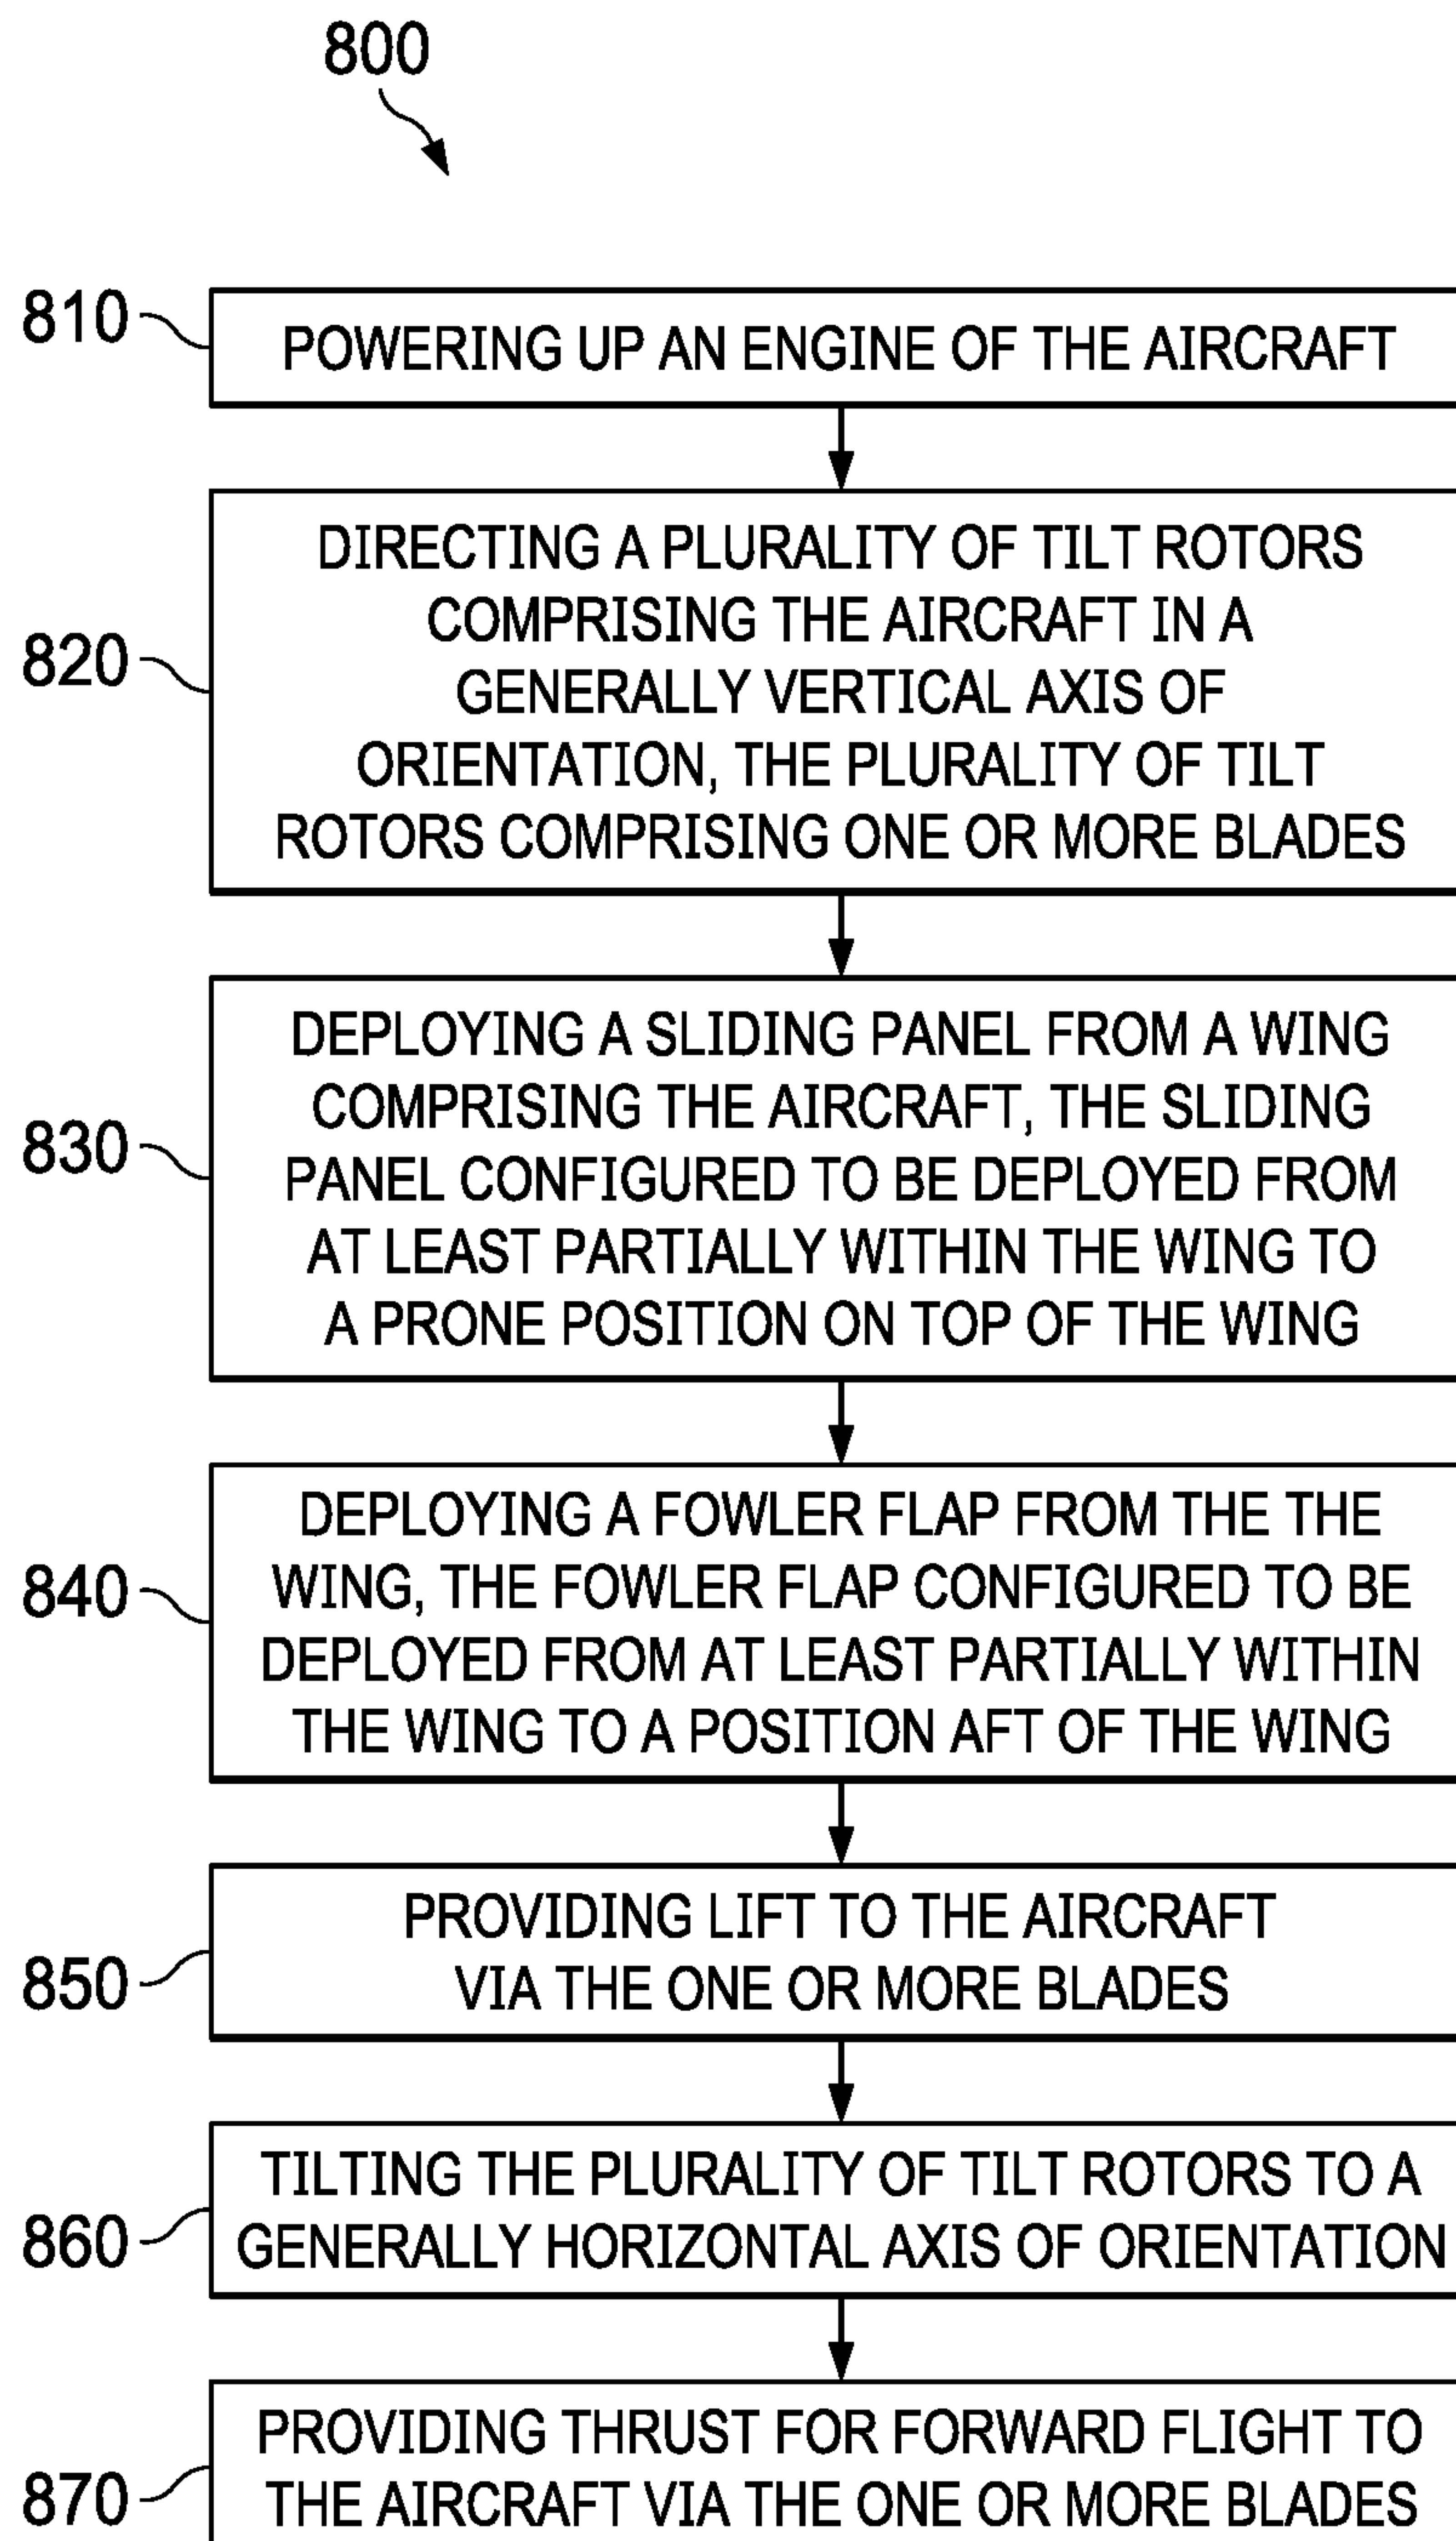 800
810
POWERING UP AN ENGINE OF THE AIRCRAFT
820
DIRECTING A PLURALITY OF TILT ROTORS
COMPRISING THE AIRCRAFT IN A
GENERALLY VERTICAL AXIS OF
ORIENTATION, THE PLURALITY OF TILT
ROTORS COMPRISING ONE OR MORE BLADES
830
DEPLOYING A SLIDING PANEL FROM A WING
COMPRISING THE AIRCRAFT, THE SLIDING
PANEL CONFIGURED TO BE DEPLOYED FROM
AT LEAST PARTIALLY WITHIN THE WING TO
A PRONE POSITION ON TOP OF THE WING
840
DEPLOYING A FOWLER FLAP FROM THE THE
WING, THE FOWLER FLAP CONFIGURED TO BE
DEPLOYED FROM AT LEAST PARTIALLY WITHIN
THE WING TO A POSITION AFT OF THE WING
850
PROVIDING LIFT TO THE AIRCRAFT
VIA THE ONE OR MORE BLADES
860
TILTING THE PLURALITY OF TILT ROTORS TO A
GENERALLY HORIZONTAL AXIS OF ORIENTATION
870
PROVIDING THRUST FOR FORWARD FLIGHT TO
THE AIRCRAFT VIA THE ONE OR MORE BLADES